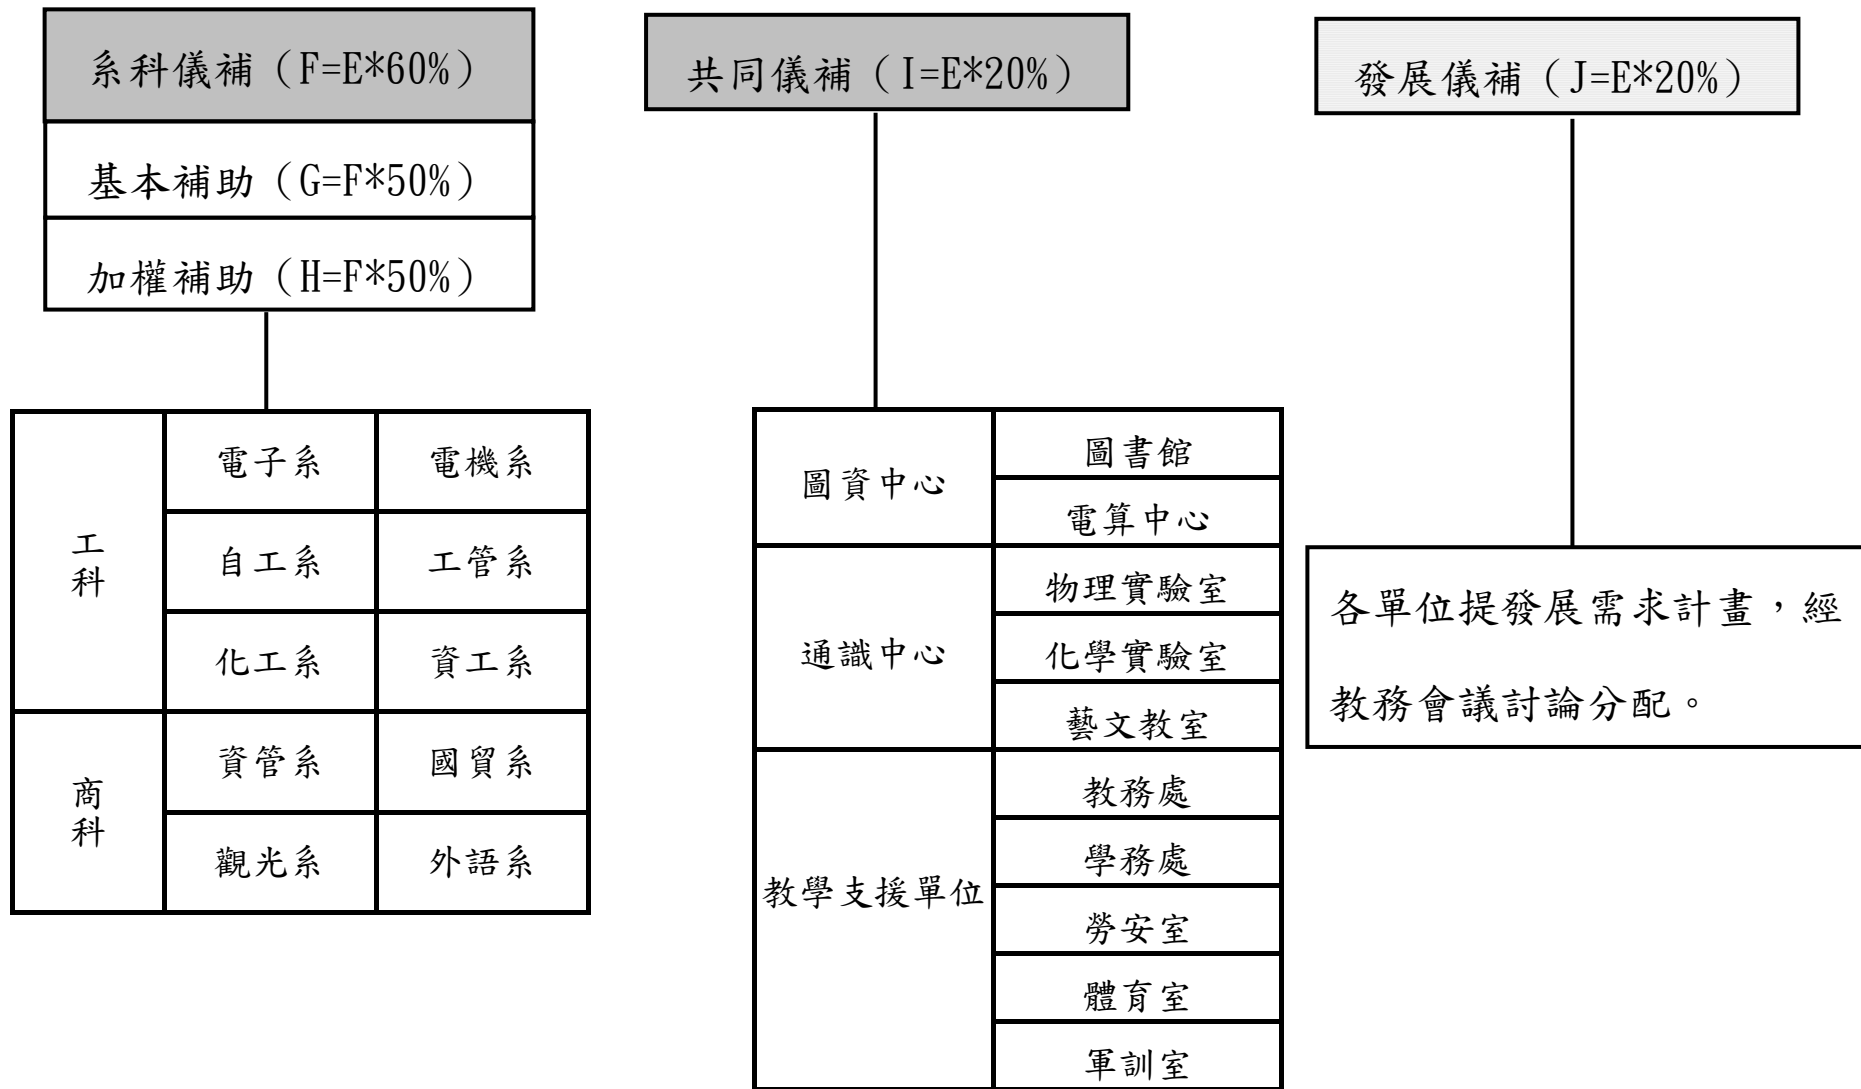 系科儀補（F=E*60%）
基本補助（G=F*50%）
加權補助（H=F*50%）
工科
電子系
電機系
自工系
工管系
化工系
資工系
商科
資管系
國貿系
觀光系
外語系
共同儀補（I=E*20%）
圖資中心
圖書館
電算中心
通識中心
物理實驗室
化學實驗室
藝文教室
教學支援單位
教務處
學務處
勞安室
體育室
軍訓室
發展儀補（J=E*20%）
各單位提發展需求計畫，經
教務會議討論分配。